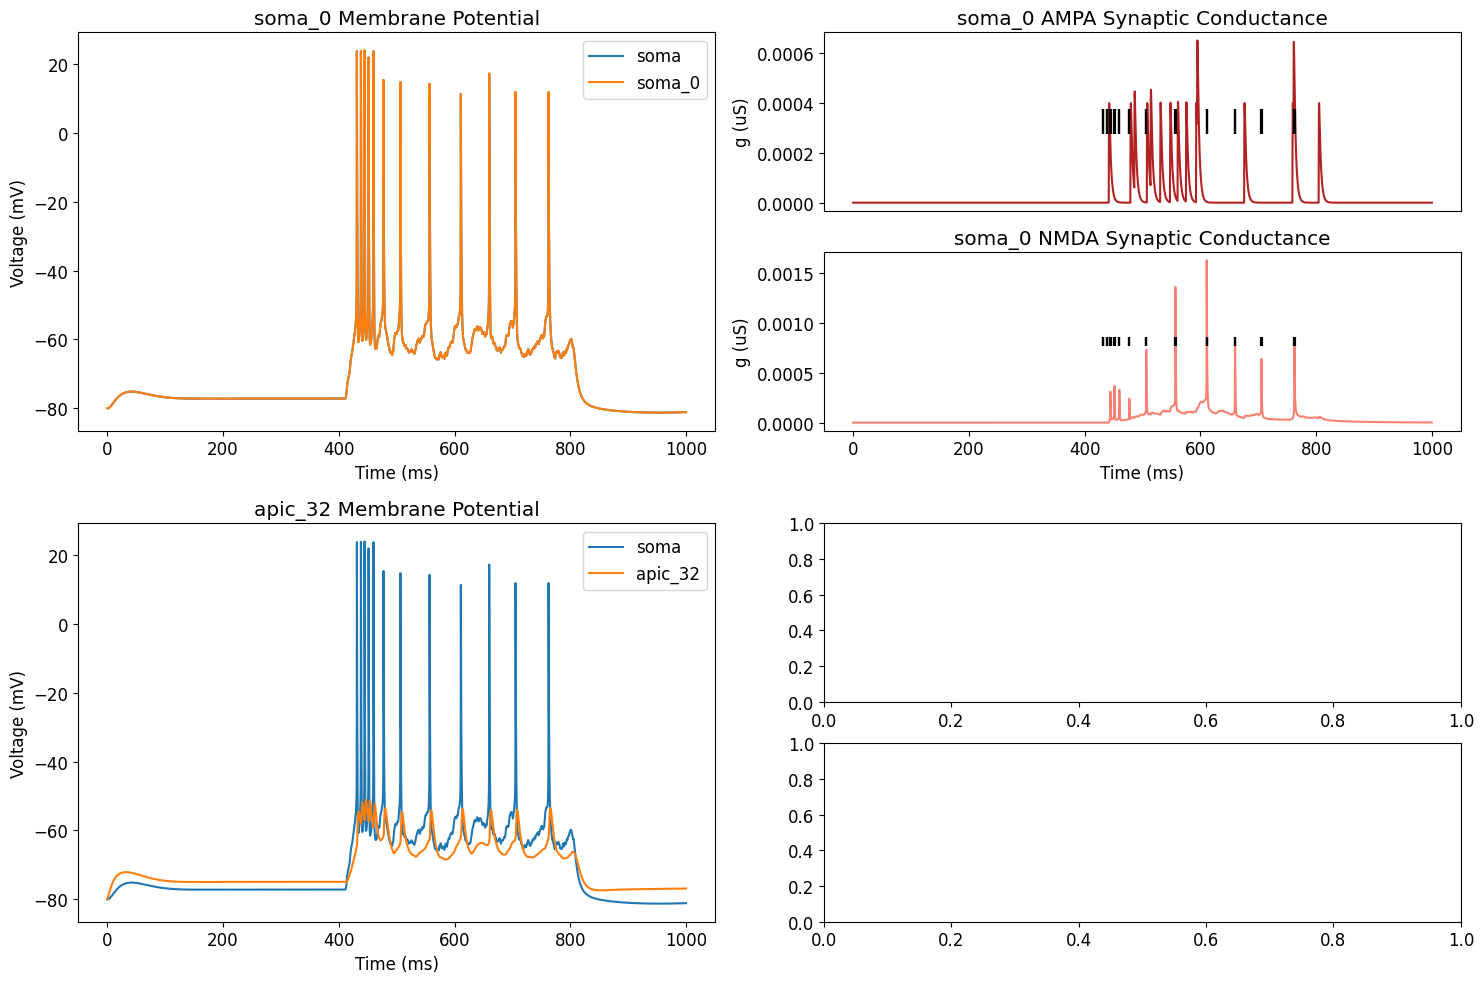 soma_0 Membrane Potential
20
0
−20
−40
−60
−80
Voltage (mV)
soma
soma_0
0 200 400 600 800 1000
Time (ms)
soma_0 AMPA Synaptic Conductance
0.0006
0.0004
0.0002
0.0000
g (uS)
soma_0 NMDA Synaptic Conductance
0.0015
0.0010
0.0005
0.0000
g (uS)
0 200 400 600 800 1000
Time (ms)
apic_32 Membrane Potential
20
0
−20
−40
−60
−80
Voltage (mV)
soma
apic_32
0 200 400 600 800 1000
Time (ms)
1.0
0.8
0.6
0.4
0.2
0.0
0.0 0.2 0.4 0.6 0.8 1.0
1.0
0.8
0.6
0.4
0.2
0.0
0.0 0.2 0.4 0.6 0.8 1.0